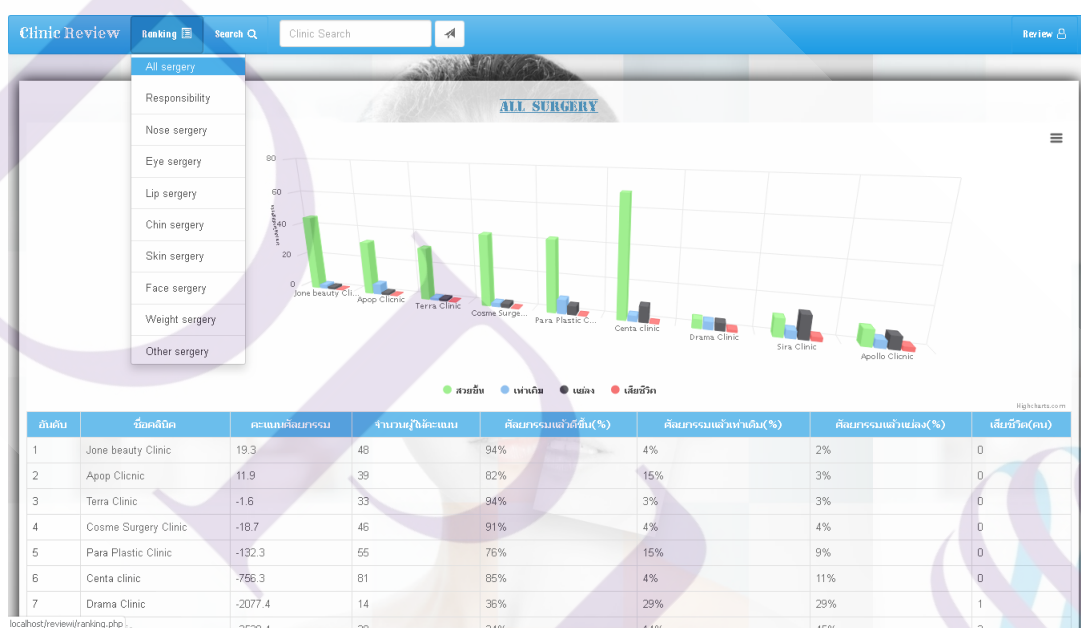 Clinic Review Ranking Search Clinic Search Review
All sergery
Responsibility
Nose sergery
Eye sergery
Lip sergery
Chin sergery
Skin sergery
Face sergery
Weight sergery
Other sergery
ALL SURGERY
80
60
40
20
0
Jone beauty Cli...
Apop Clicnic
Terra Clinic
Cosme Surge...
Para Plastic C...
Centa clinic
Drama Clinic
Sira Clinic
Apollo Clicnic
สวยขึ้น เท่าเดิม แย่ลง เสียชีวิต
Highcharts.com
อันดับ ชื่อคลินิค คะแนนศัลยกรรม จำนวนผู้ให้คะแนน ศัลยกรรมแล้วดีขึ้น(%) ศัลยกรรมแล้วเท่าเดิม(%) ศัลยกรรมแล้วแย่ลง(%) เสียชีวิต(คน)
1 Jone beauty Clinic 19.3 48 94% 4% 2% 0
2 Apop Clicnic 11.9 39 82% 15% 3% 0
3 Terra Clinic -1.6 33 94% 3% 3% 0
4 Cosme Surgery Clinic -18.7 46 91% 4% 4% 0
5 Para Plastic Clinic -132.3 55 76% 15% 9% 0
6 Centa clinic -756.3 81 85% 4% 11% 0
7 Drama Clinic -2077.4 14 36% 29% 29% 1
localhost/reviewj/ranking.php